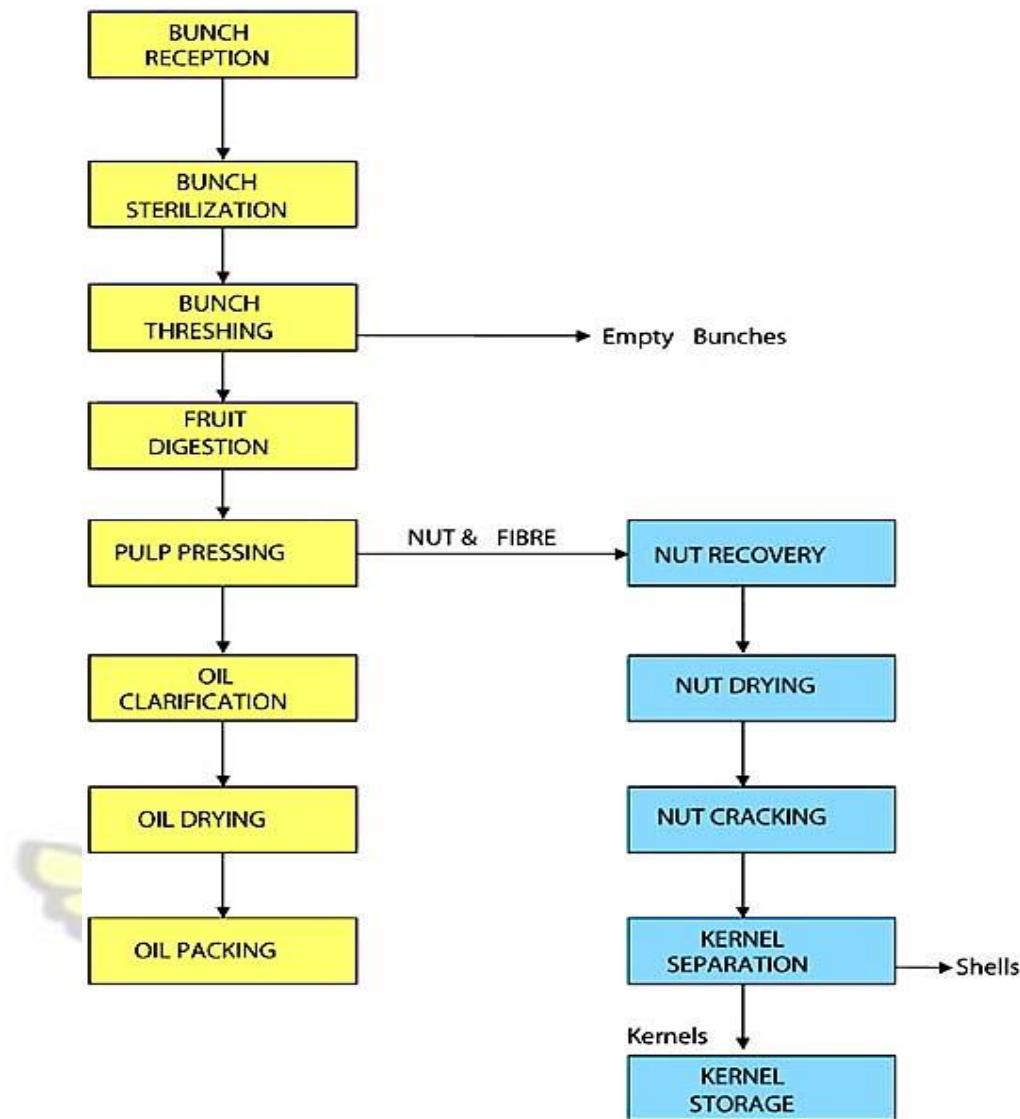 BUNCH
RECEPTION
BUNCH
STERILIZATION
BUNCH
THRESHING
Empty Bunches
FRUIT
DIGESTION
PULP PRESSING
NUT & FIBRE
NUT RECOVERY
OIL
CLARIFICATION
NUT DRYING
OIL DRYING
NUT CRACKING
OIL PACKING
KERNEL
SEPARATION
Shells
Kernels
KERNEL
STORAGE